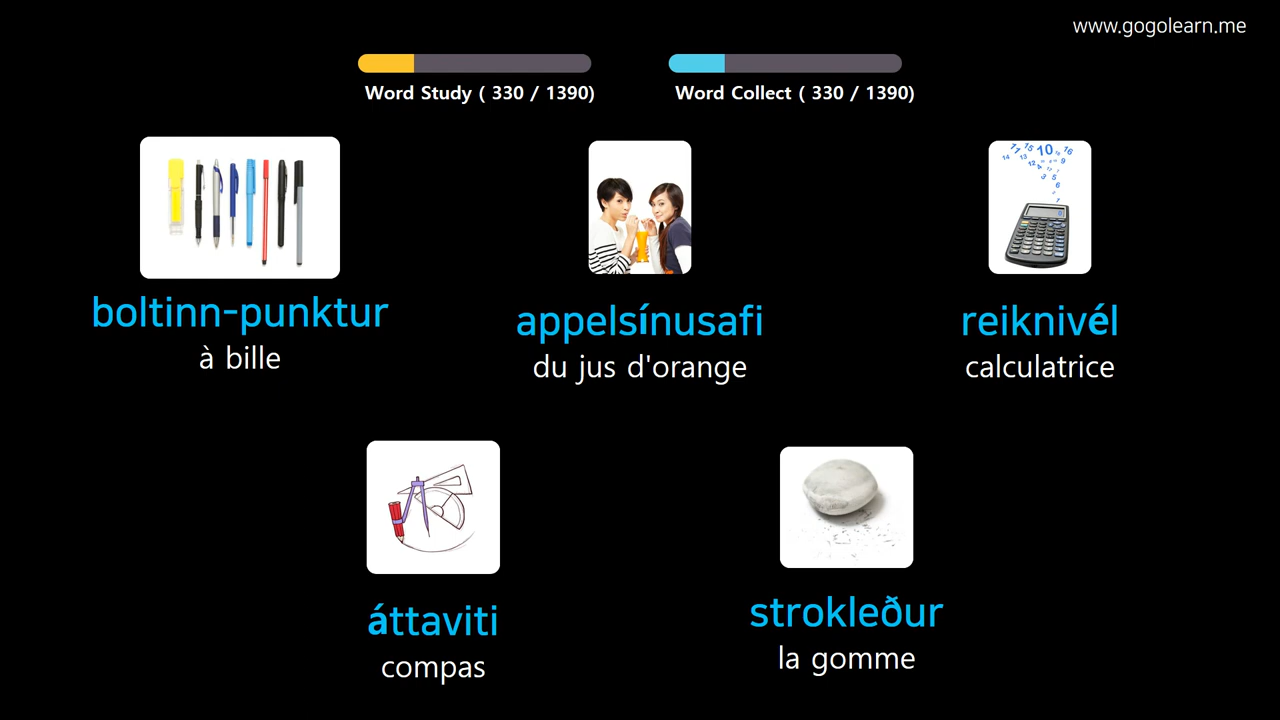 www.gogolearn.me
Word Study ( 330 / 1390)
Word Collect ( 330 / 1390)
boltinn-punktur
à bille
appelsínusafi
du jus d'orange
reiknivél
calculatrice
áttaviti
compas
strokleður
la gomme